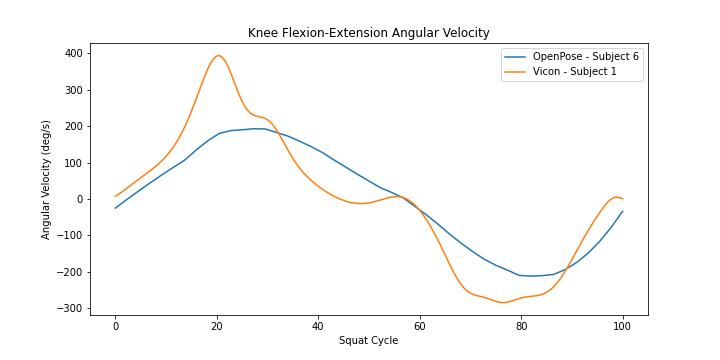 Knee Flexion-Extension Angular Velocity
OpenPose - Subject 6
Vicon - Subject 1
Angular Velocity (deg/s)
400
300
200
100
0
−100
−200
−300
0 20 40 60 80 100
Squat Cycle